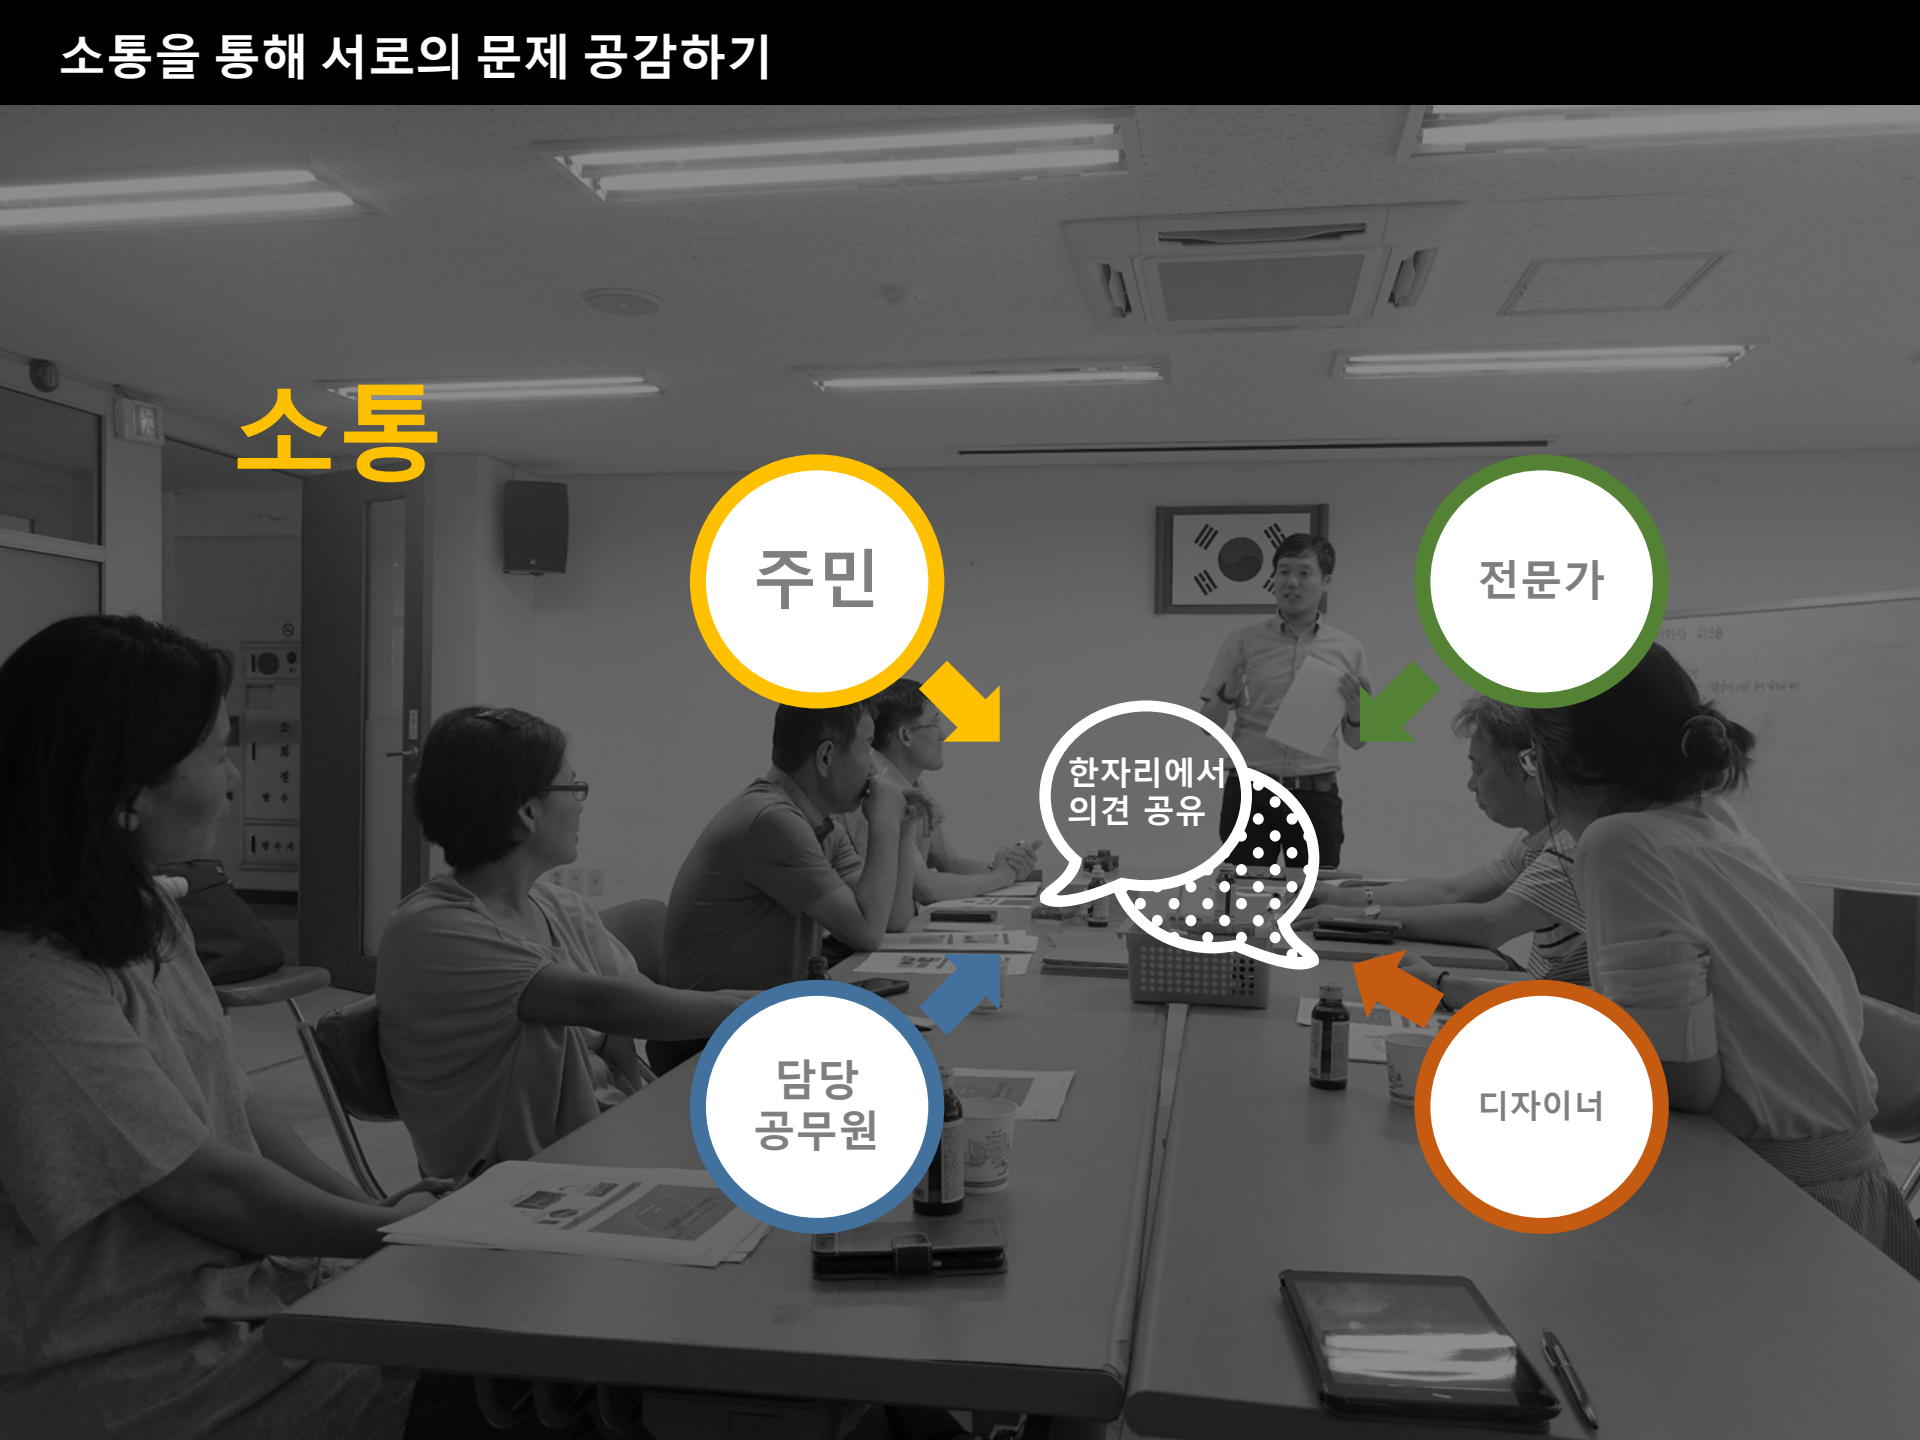 소통을 통해 서로의 문제 공감하기
소통
주민
전문가
한자리에서
의견 공유
담당
공무원
디자이너